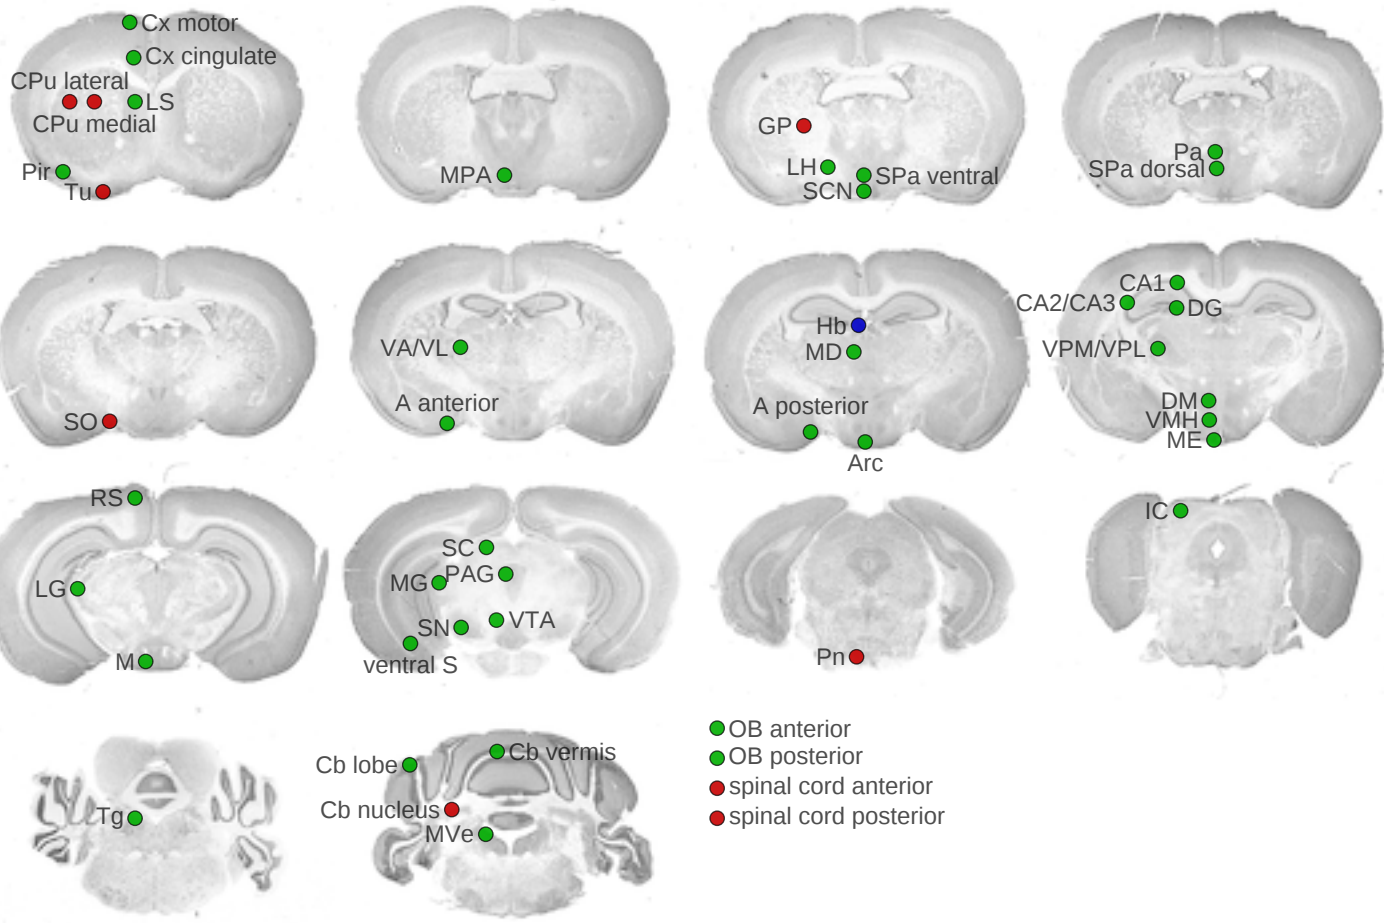 Cx motor
Cx cingulate
CPu lateral
LS
CPu medial
Pir
Tu
MPA
GP
LH
SPa ventral
SCN
Pa
SPa dorsal
SO
VA/VL
A anterior
Hb
MD
A posterior
Arc
CA1
CA2/CA3
DG
VPM/VPL
DM
VMH
ME
RS
LG
M
SC
MG
PAG
SN
VTA
ventral S
Pn
IC
Tg
Cb lobe
Cb vermis
Cb nucleus
MVe
OB anterior
OB posterior
spinal cord anterior
spinal cord posterior